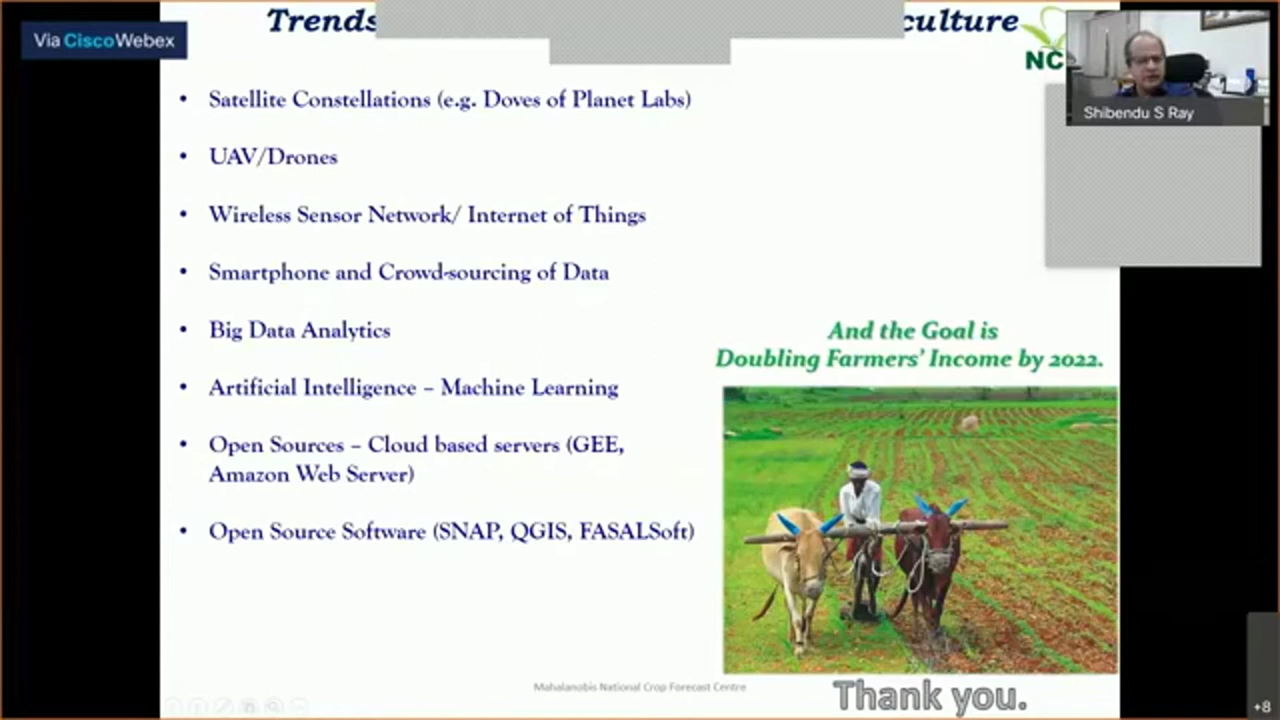 Via Cisco Webex
Trends
culture
NC
Shibendu S Ray
• Satellite Constellations (e.g. Doves of Planet Labs)
• UAV/Drones
• Wireless Sensor Network/ Internet of Things
• Smartphone and Crowd-sourcing of Data
• Big Data Analytics
• Artificial Intelligence – Machine Learning
• Open Sources – Cloud based servers (GEE,
Amazon Web Server)
• Open Source Software (SNAP, QGIS, FASALSoft)
And the Goal is
Doubling Farmers' Income by 2022.
Mahalanobis National Crop Forecast Centre
Thank you.
+8